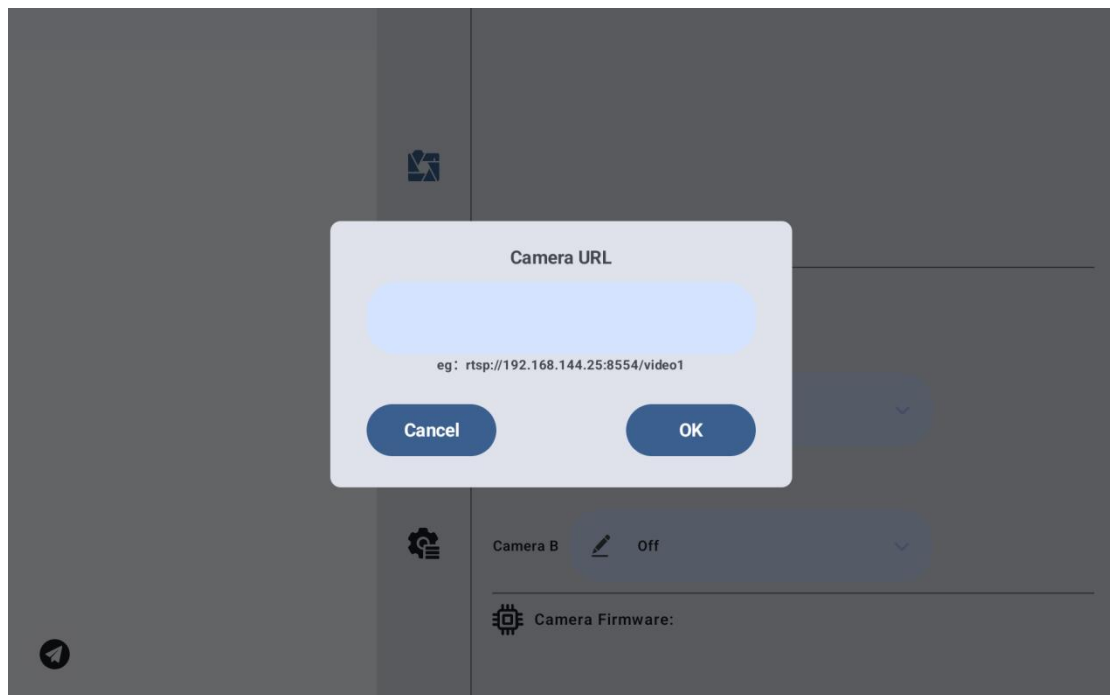 Camera URL
eg：rtsp://192.168.144.25:8554/video1
Cancel
OK
Camera B
Off
Camera Firmware: